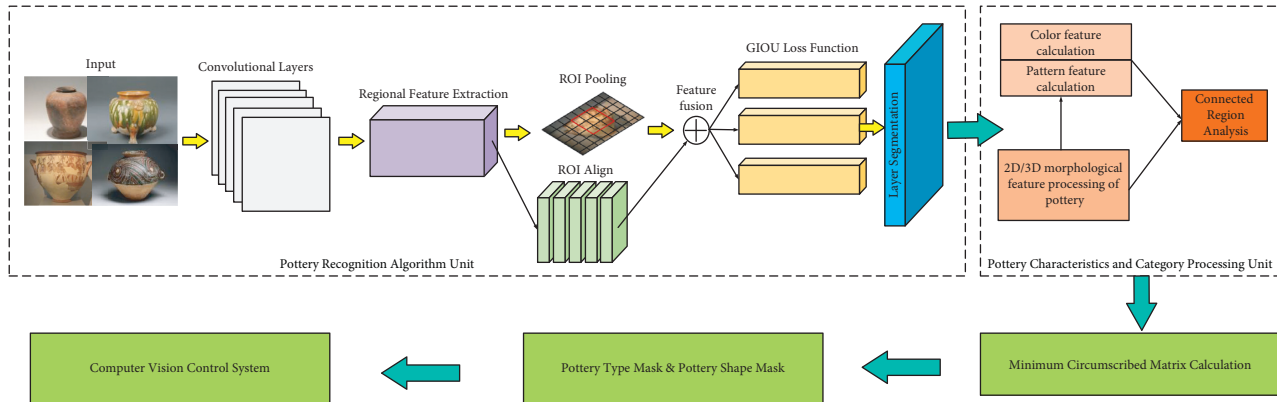 Input
Convolutional Layers
Regional Feature Extraction
ROI Pooling
ROI Align
Feature
fusion
GIOU Loss Function
Layer Segmentation
Pottery Recognition Algorithm Unit
Color feature
calculation
Pattern feature
calculation
2D/3D morphological
feature processing of
pottery
Connected
Region
Analysis
Pottery Characteristics and Category Processing Unit
Computer Vision Control System
Pottery Type Mask & Pottery Shape Mask
Minimum Circumscribed Matrix Calculation